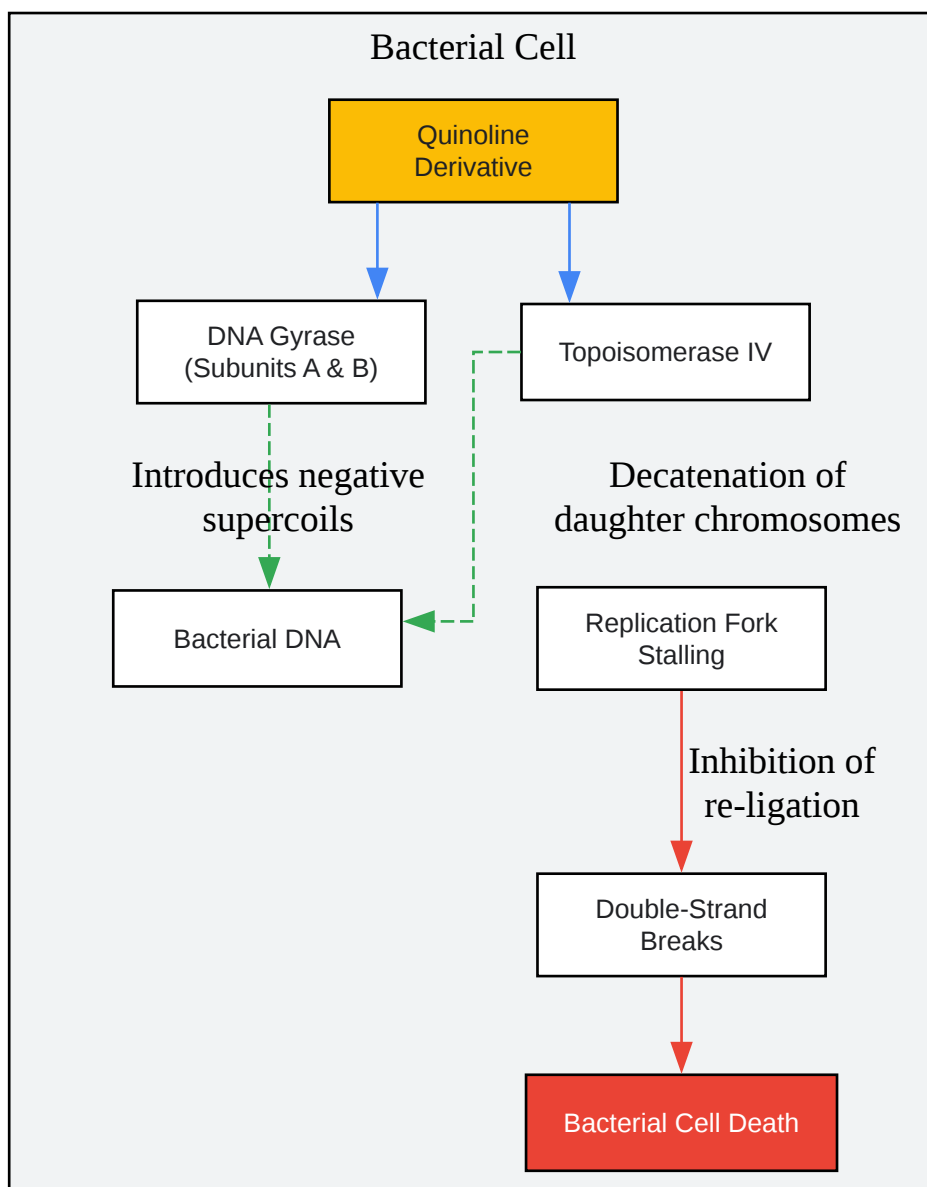 Bacterial Cell
Quinoline
Derivative
DNA Gyrase
(Subunits A & B)
Topoisomerase IV
Introduces negative
supercoils
Decatenation of
daughter chromosomes
Bacterial DNA
Replication Fork
Stalling
Inhibition of
re-ligation
Double-Strand
Breaks
Bacterial Cell Death